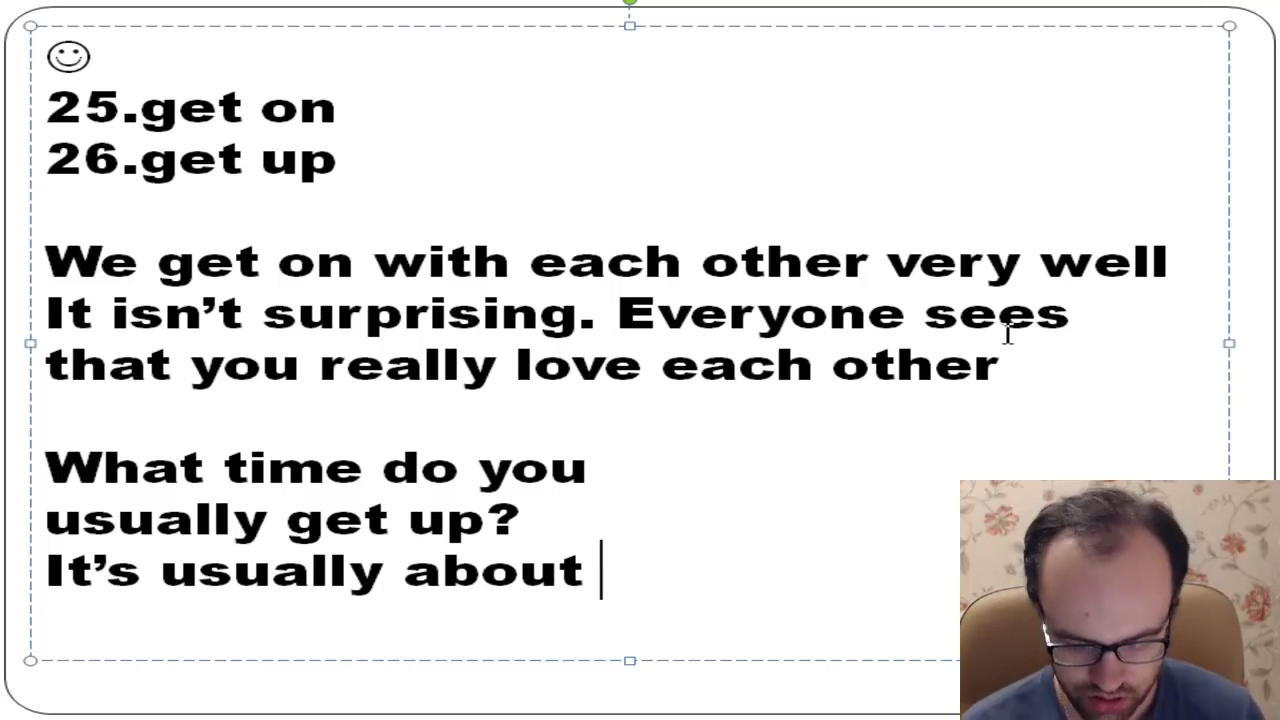 25.get on
26.get up
We get on with each other very well
It isn’t surprising. Everyone sees
that you really love each other
What time do you
usually get up?
It’s usually about